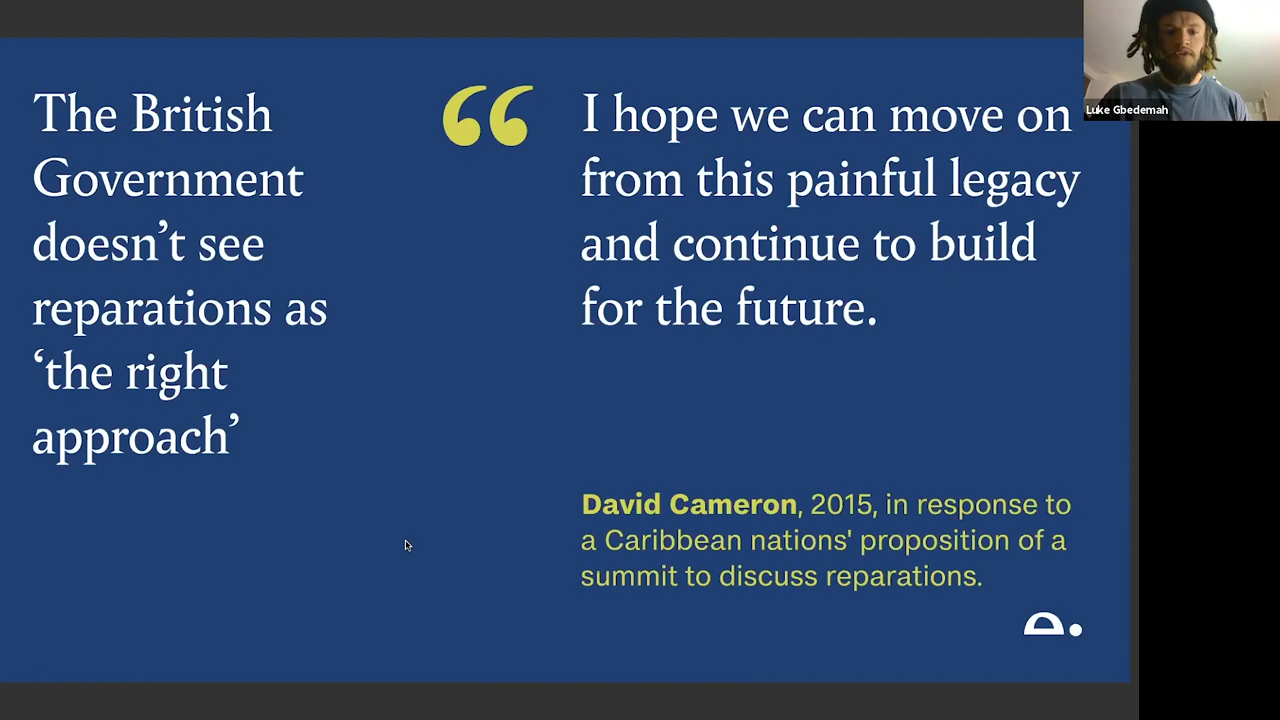 The British
Government
doesn’t see
reparations as
‘the right
approach’
“
I hope we can move on
from this painful legacy
and continue to build
for the future.
David Cameron, 2015, in response to
a Caribbean nations' proposition of a
summit to discuss reparations.
e.
Luke Gbedemah